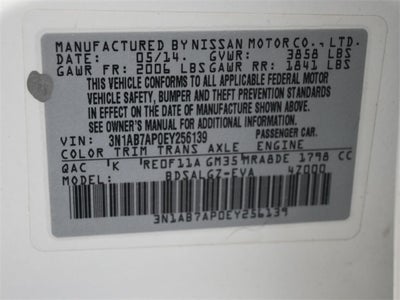 MANUFACTURED BY NISSAN MOTOR CO., LTD.
DATE: 05/14 GVWR: 3858 LBS
GAWR FR: 2006 LBS GAWR RR: 1841 LBS
THIS VEHICLE CONFORMS TO ALL APPLICABLE FEDERAL MOTOR
VEHICLE SAFETY, BUMPER AND THEFT PREVENTION STANDARDS
IN EFFECT ON THE DATE OF MANUFACTURE SHOWN ABOVE.
SEE OWNER'S MANUAL FOR ADDITIONAL INFORMATION.
VIN: 3N1AB7AP0EY256139 PASSENGER CAR
COLOR TRIM TRANS AXLE ENGINE
QAC K RE0F11A GM35 MRA8DE 1798 CC
MODEL: BDSALGZ-EVA 4Z000
3N1AB7AP0EY256139